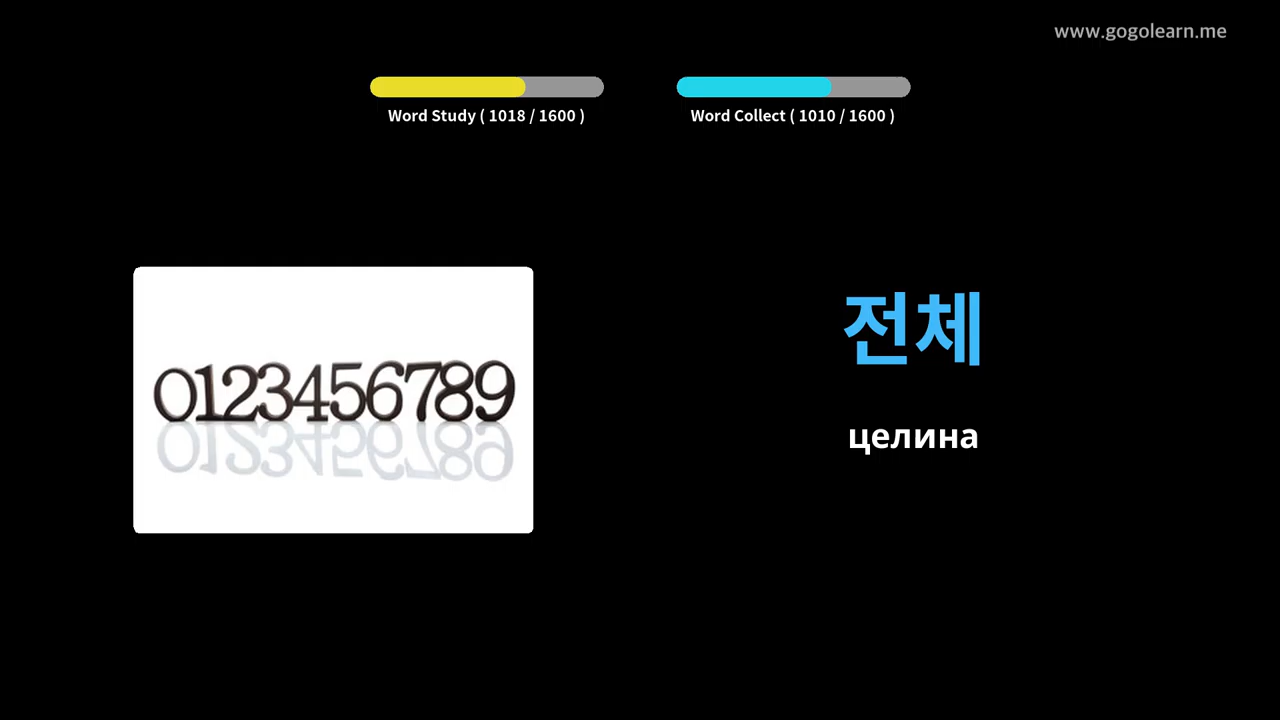 www.gogolearn.me
Word Study ( 1018 / 1600 )
Word Collect ( 1010 / 1600 )
0123456789
전체
целина